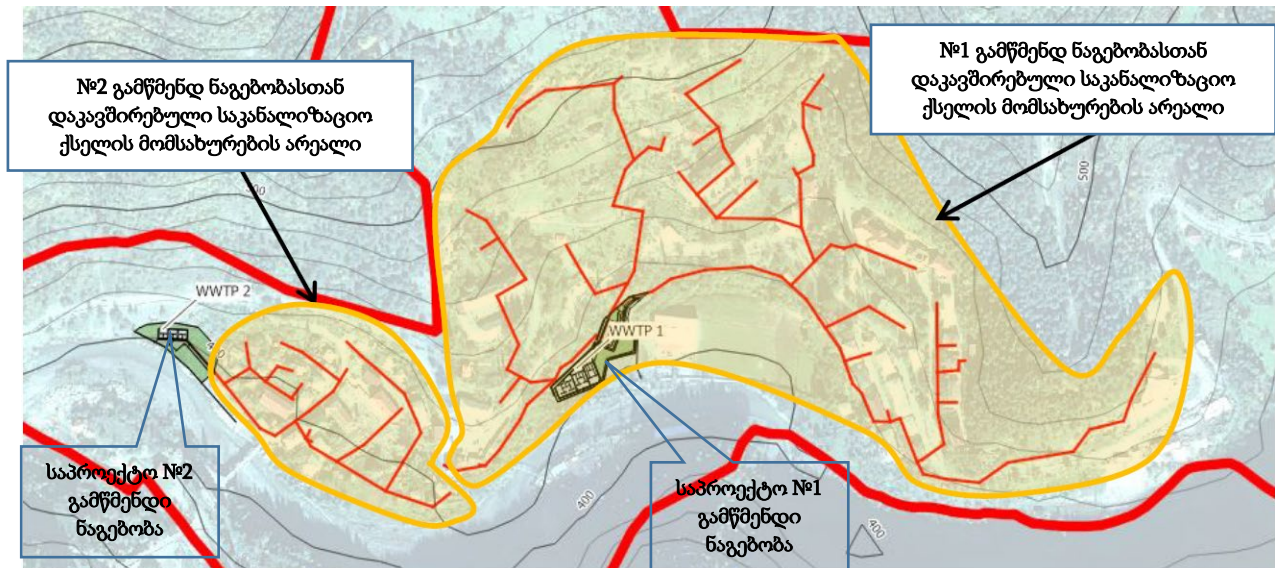 №2 გამწმენდ ნაგებობასთან
დაკავშირებული საკანალიზაციო
ქსელის მომსახურების არეალი
№1 გამწმენდ ნაგებობასთან
დაკავშირებული საკანალიზაციო
ქსელის მომსახურების არეალი
500
WWTP 2
WWTP 1
საპროექტო №2
გამწმენდი
ნაგებობა
საპროექტო №1
გამწმენდი
ნაგებობა
400
400